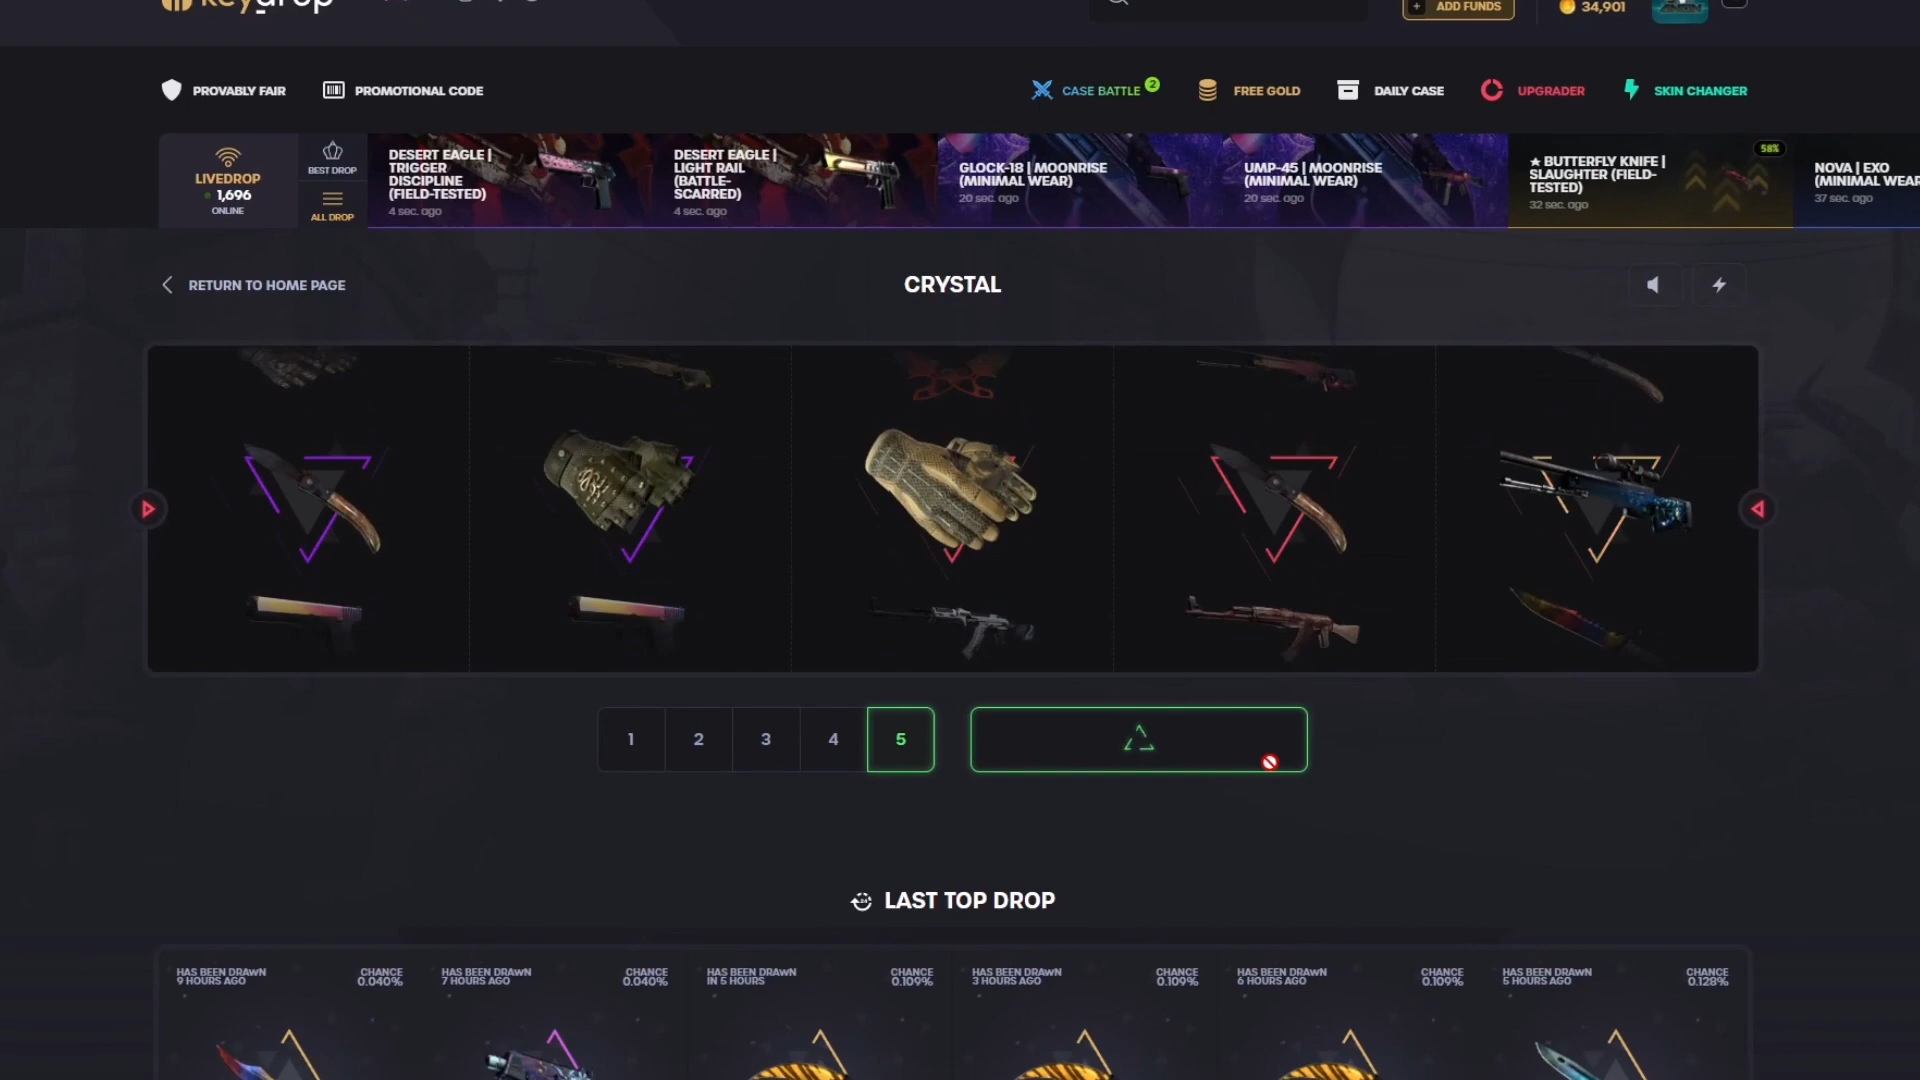 keydrop
ADD FUNDS
34,901
PROVABLY FAIR
PROMOTIONAL CODE
CASE BATTLE 2
FREE GOLD
DAILY CASE
UPGRADER
SKIN CHANGER
LIVEDROP
1,696
ONLINE
BEST DROP
ALL DROP
DESERT EAGLE |
TRIGGER
DISCIPLINE
(FIELD-TESTED)
4 sec. ago
DESERT EAGLE |
LIGHT RAIL
(BATTLE-
SCARRED)
4 sec. ago
GLOCK-18 | MOONRISE
(MINIMAL WEAR)
20 sec. ago
UMP-45 | MOONRISE
(MINIMAL WEAR)
20 sec. ago
★ BUTTERFLY KNIFE |
SLAUGHTER (FIELD-
TESTED)
32 sec. ago
58%
NOVA | EXO
(MINIMAL WEAR
37 sec. ago
RETURN TO HOME PAGE
CRYSTAL
1
2
3
4
5
LAST TOP DROP
HAS BEEN DRAWN
9 HOURS AGO
CHANCE
0.040%
HAS BEEN DRAWN
7 HOURS AGO
CHANCE
0.040%
HAS BEEN DRAWN
IN 5 HOURS
CHANCE
0.109%
HAS BEEN DRAWN
3 HOURS AGO
CHANCE
0.109%
HAS BEEN DRAWN
6 HOURS AGO
CHANCE
0.109%
HAS BEEN DRAWN
5 HOURS AGO
CHANCE
0.128%